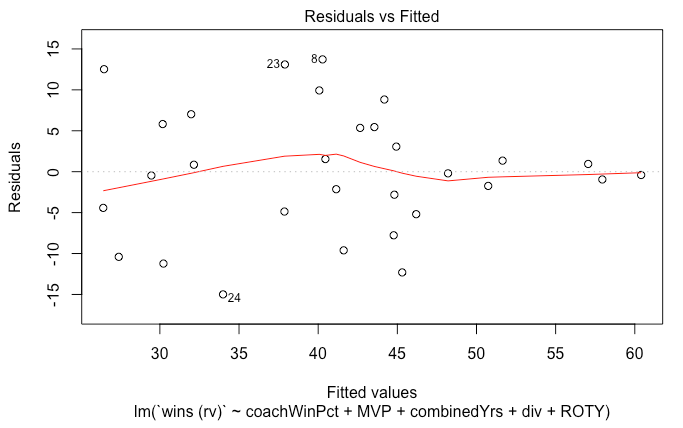 Residuals vs Fitted
Residuals
15
10
5
0
-5
-10
-15
23
8
24
30 35 40 45 50 55 60
Fitted values
lm(`wins (rv)` ~ coachWinPct + MVP + combinedYrs + div + ROTY)